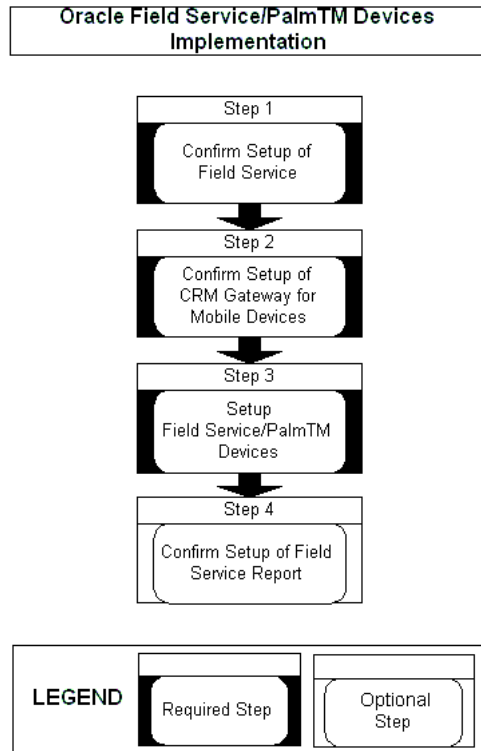 Oracle Field Service/PalmTM Devices
Implementation
Step 1
Confirm Setup of
Field Service
Step 2
Confirm Setup of
CRM Gateway for
Mobile Devices
Step 3
Setup
Field Service/PalmTM
Devices
Step 4
Confirm Setup of Field
Service Report
LEGEND
Required Step
Optional
Step